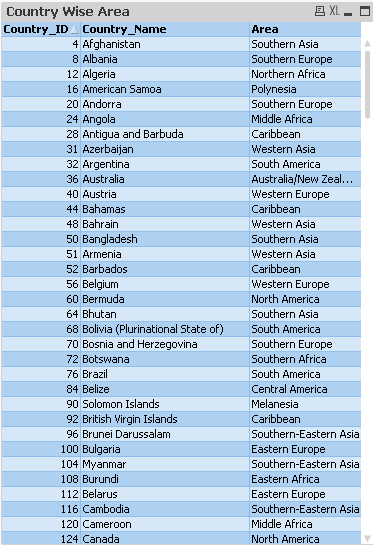 Country Wise Area XL
Country_ID Country_Name Area
4 Afghanistan Southern Asia
8 Albania Southern Europe
12 Algeria Northern Africa
16 American Samoa Polynesia
20 Andorra Southern Europe
24 Angola Middle Africa
28 Antigua and Barbuda Caribbean
31 Azerbaijan Western Asia
32 Argentina South America
36 Australia Australia/New Zeal...
40 Austria Western Europe
44 Bahamas Caribbean
48 Bahrain Western Asia
50 Bangladesh Southern Asia
51 Armenia Western Asia
52 Barbados Caribbean
56 Belgium Western Europe
60 Bermuda North America
64 Bhutan Southern Asia
68 Bolivia (Plurinational State of) South America
70 Bosnia and Herzegovina Southern Europe
72 Botswana Southern Africa
76 Brazil South America
84 Belize Central America
90 Solomon Islands Melanesia
92 British Virgin Islands Caribbean
96 Brunei Darussalam Southern-Eastern Asia
100 Bulgaria Eastern Europe
104 Myanmar Southern-Eastern Asia
108 Burundi Eastern Africa
112 Belarus Eastern Europe
116 Cambodia Southern-Eastern Asia
120 Cameroon Middle Africa
124 Canada North America